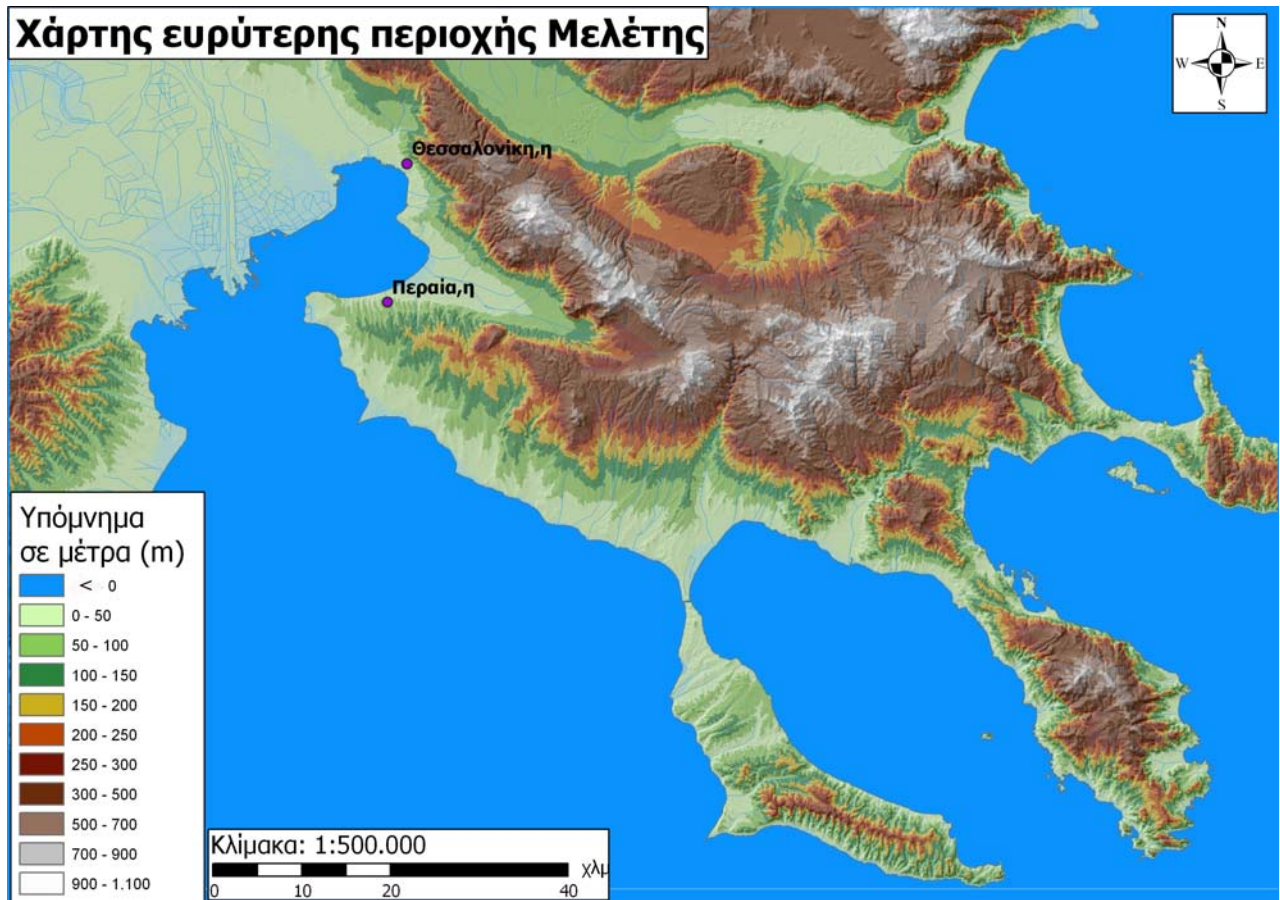 Χάρτης ευρύτερης περιοχής Μελέτης
N
W E
S
Θεσσαλονίκη,η
Περαία,η
Υπόμνημα
σε μέτρα (m)
< 0
0 - 50
50 - 100
100 - 150
150 - 200
200 - 250
250 - 300
300 - 500
500 - 700
700 - 900
900 - 1.100
Κλίμακα: 1:500.000
χλμ
0 10 20 40